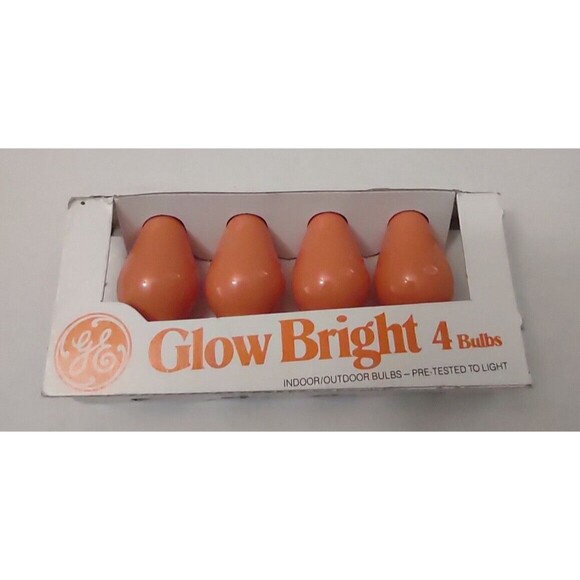 GE
Glow Bright 4 Bulbs
INDOOR/OUTDOOR BULBS – PRE-TESTED TO LIGHT